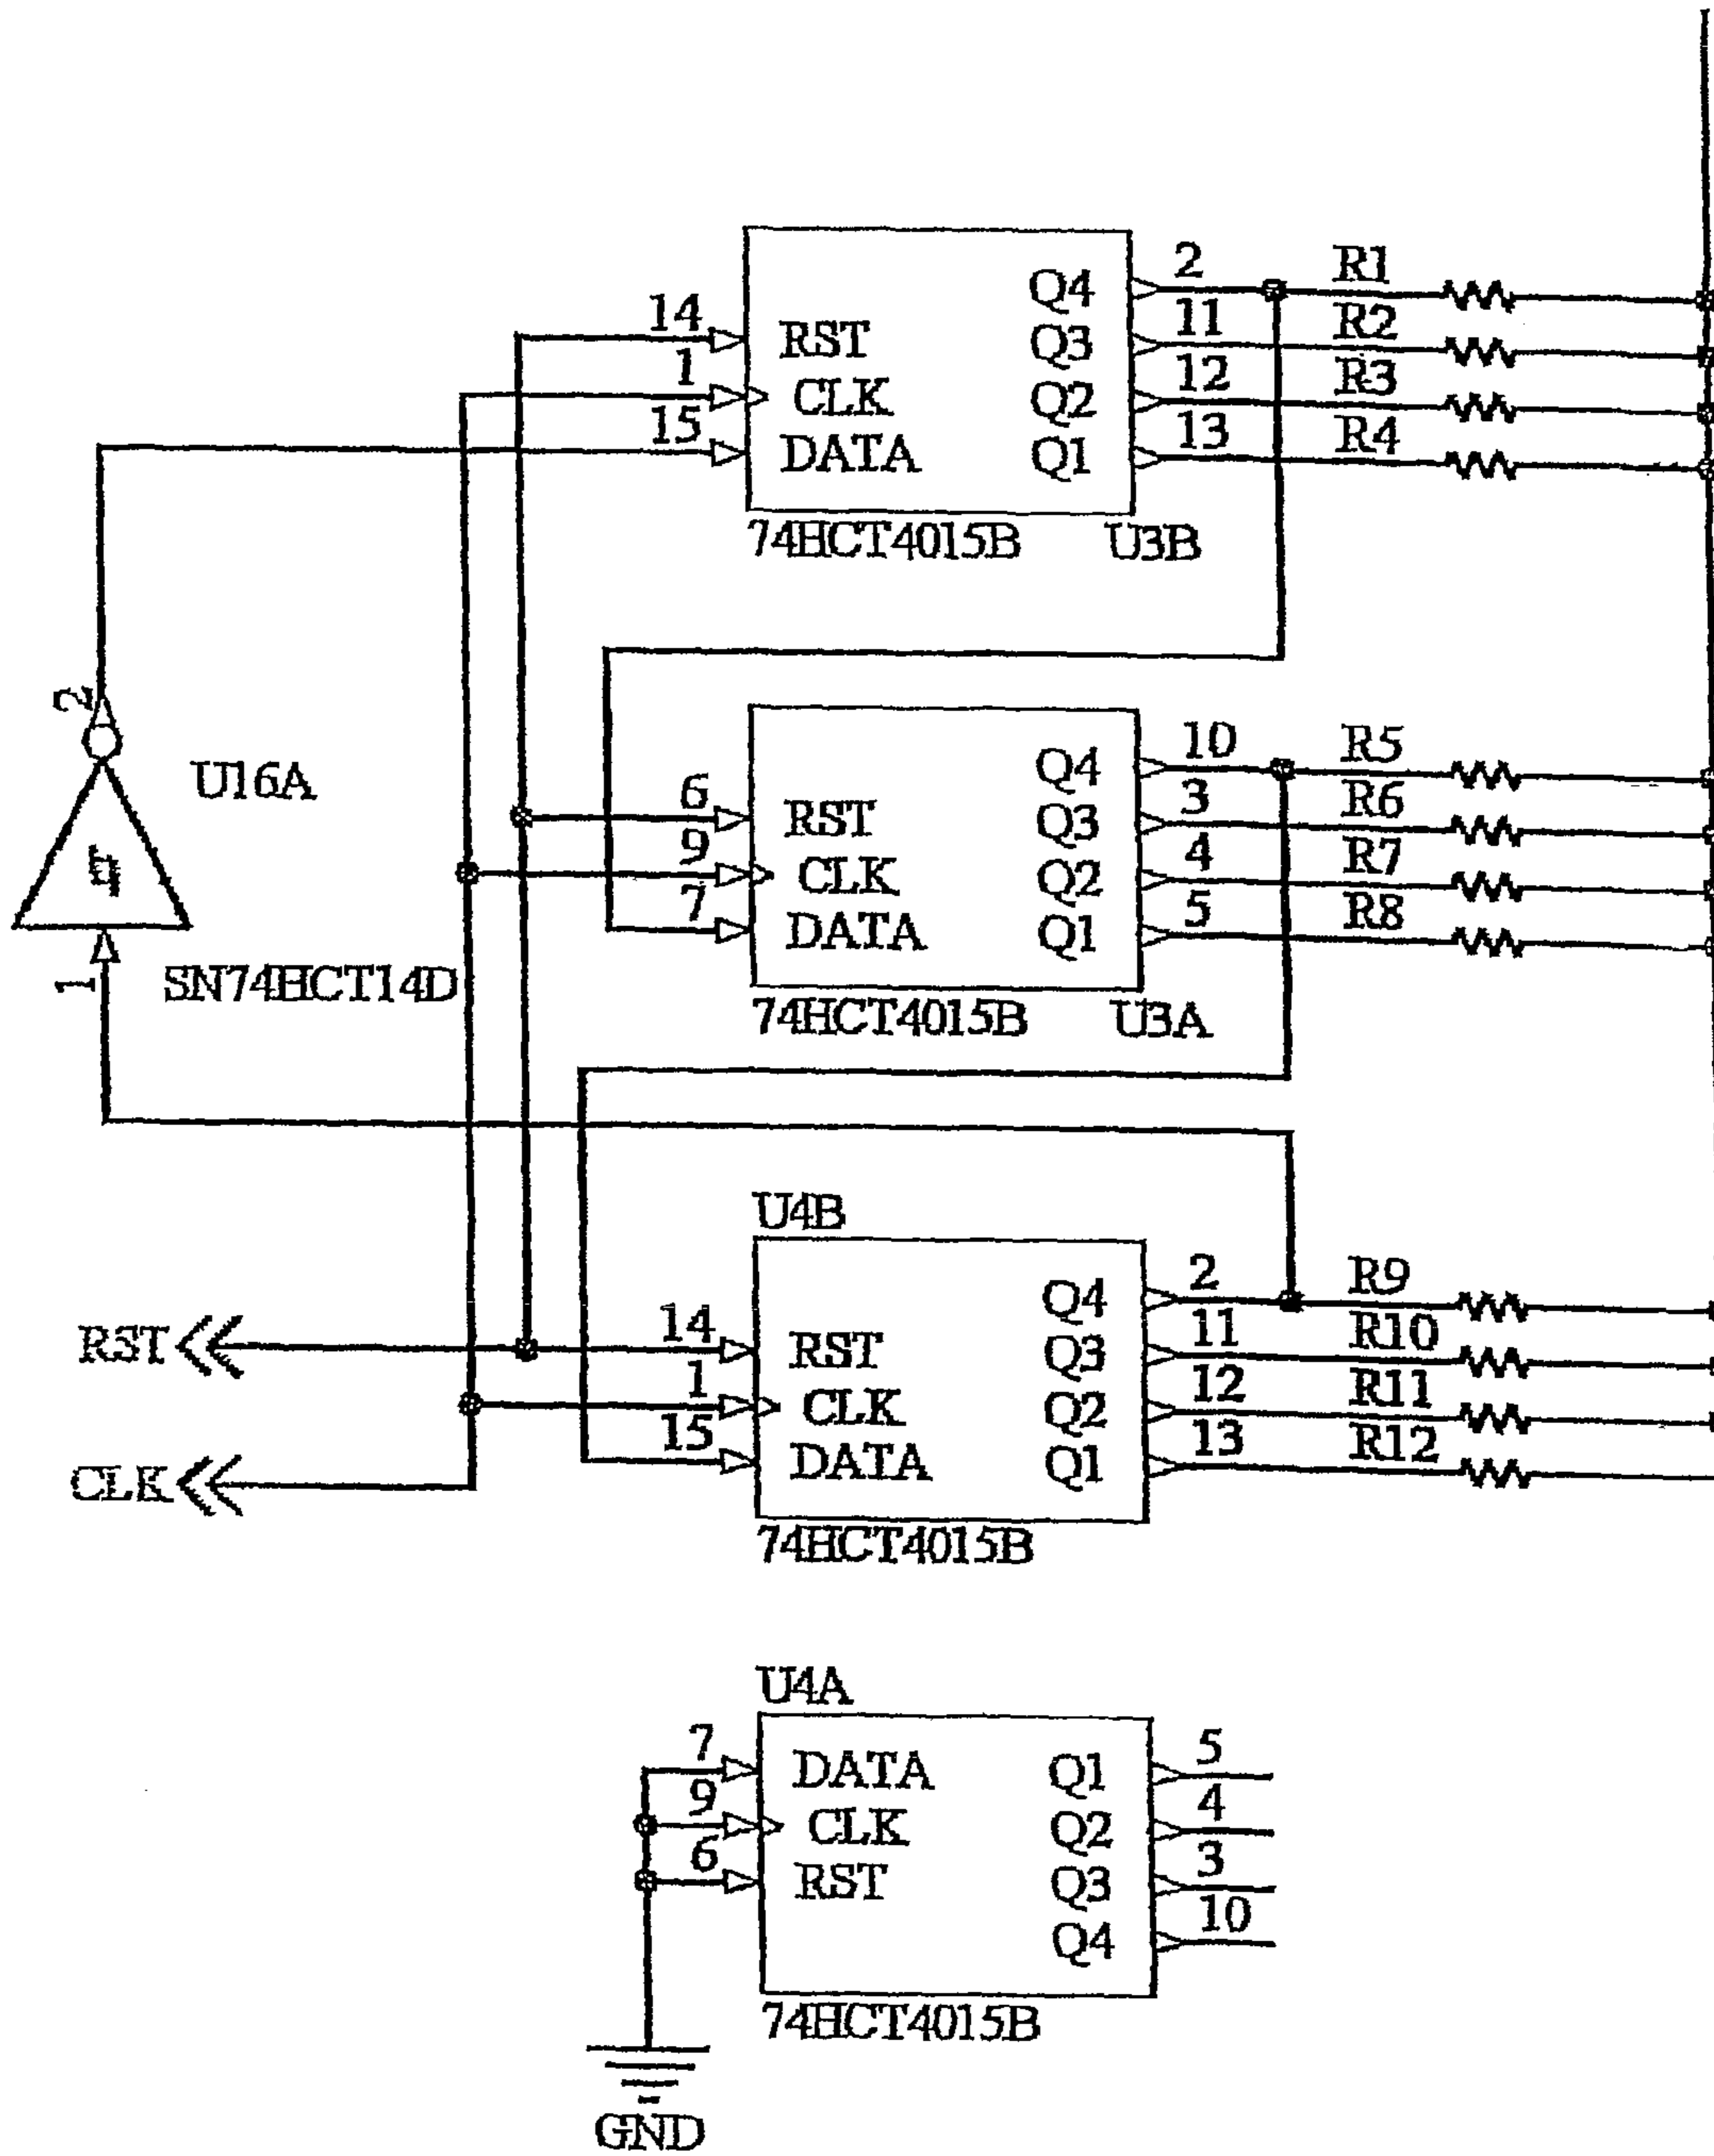 2 R1
Q4
14 11 R2
RST Q3
1 12 R3
CLK Q2
15 13 R4
DATA Q1
74HCT4015B U3B
2
U16A
10 R5
Q4
6 3 R6
RST Q3
9 4 R7
CLK Q2
7 5 R8
DATA Q1
1
SN74HCT14D
74HCT4015B U3A
U4B
2 R9
Q4
14 11 R10
RST RST Q3
1 12 R11
CLK Q2
15 13 R12
CLK DATA Q1
74HCT4015B
U4A
7 5
DATA Q1
9 4
CLK Q2
6 3
RST Q3
10
Q4
74HCT4015B
GND